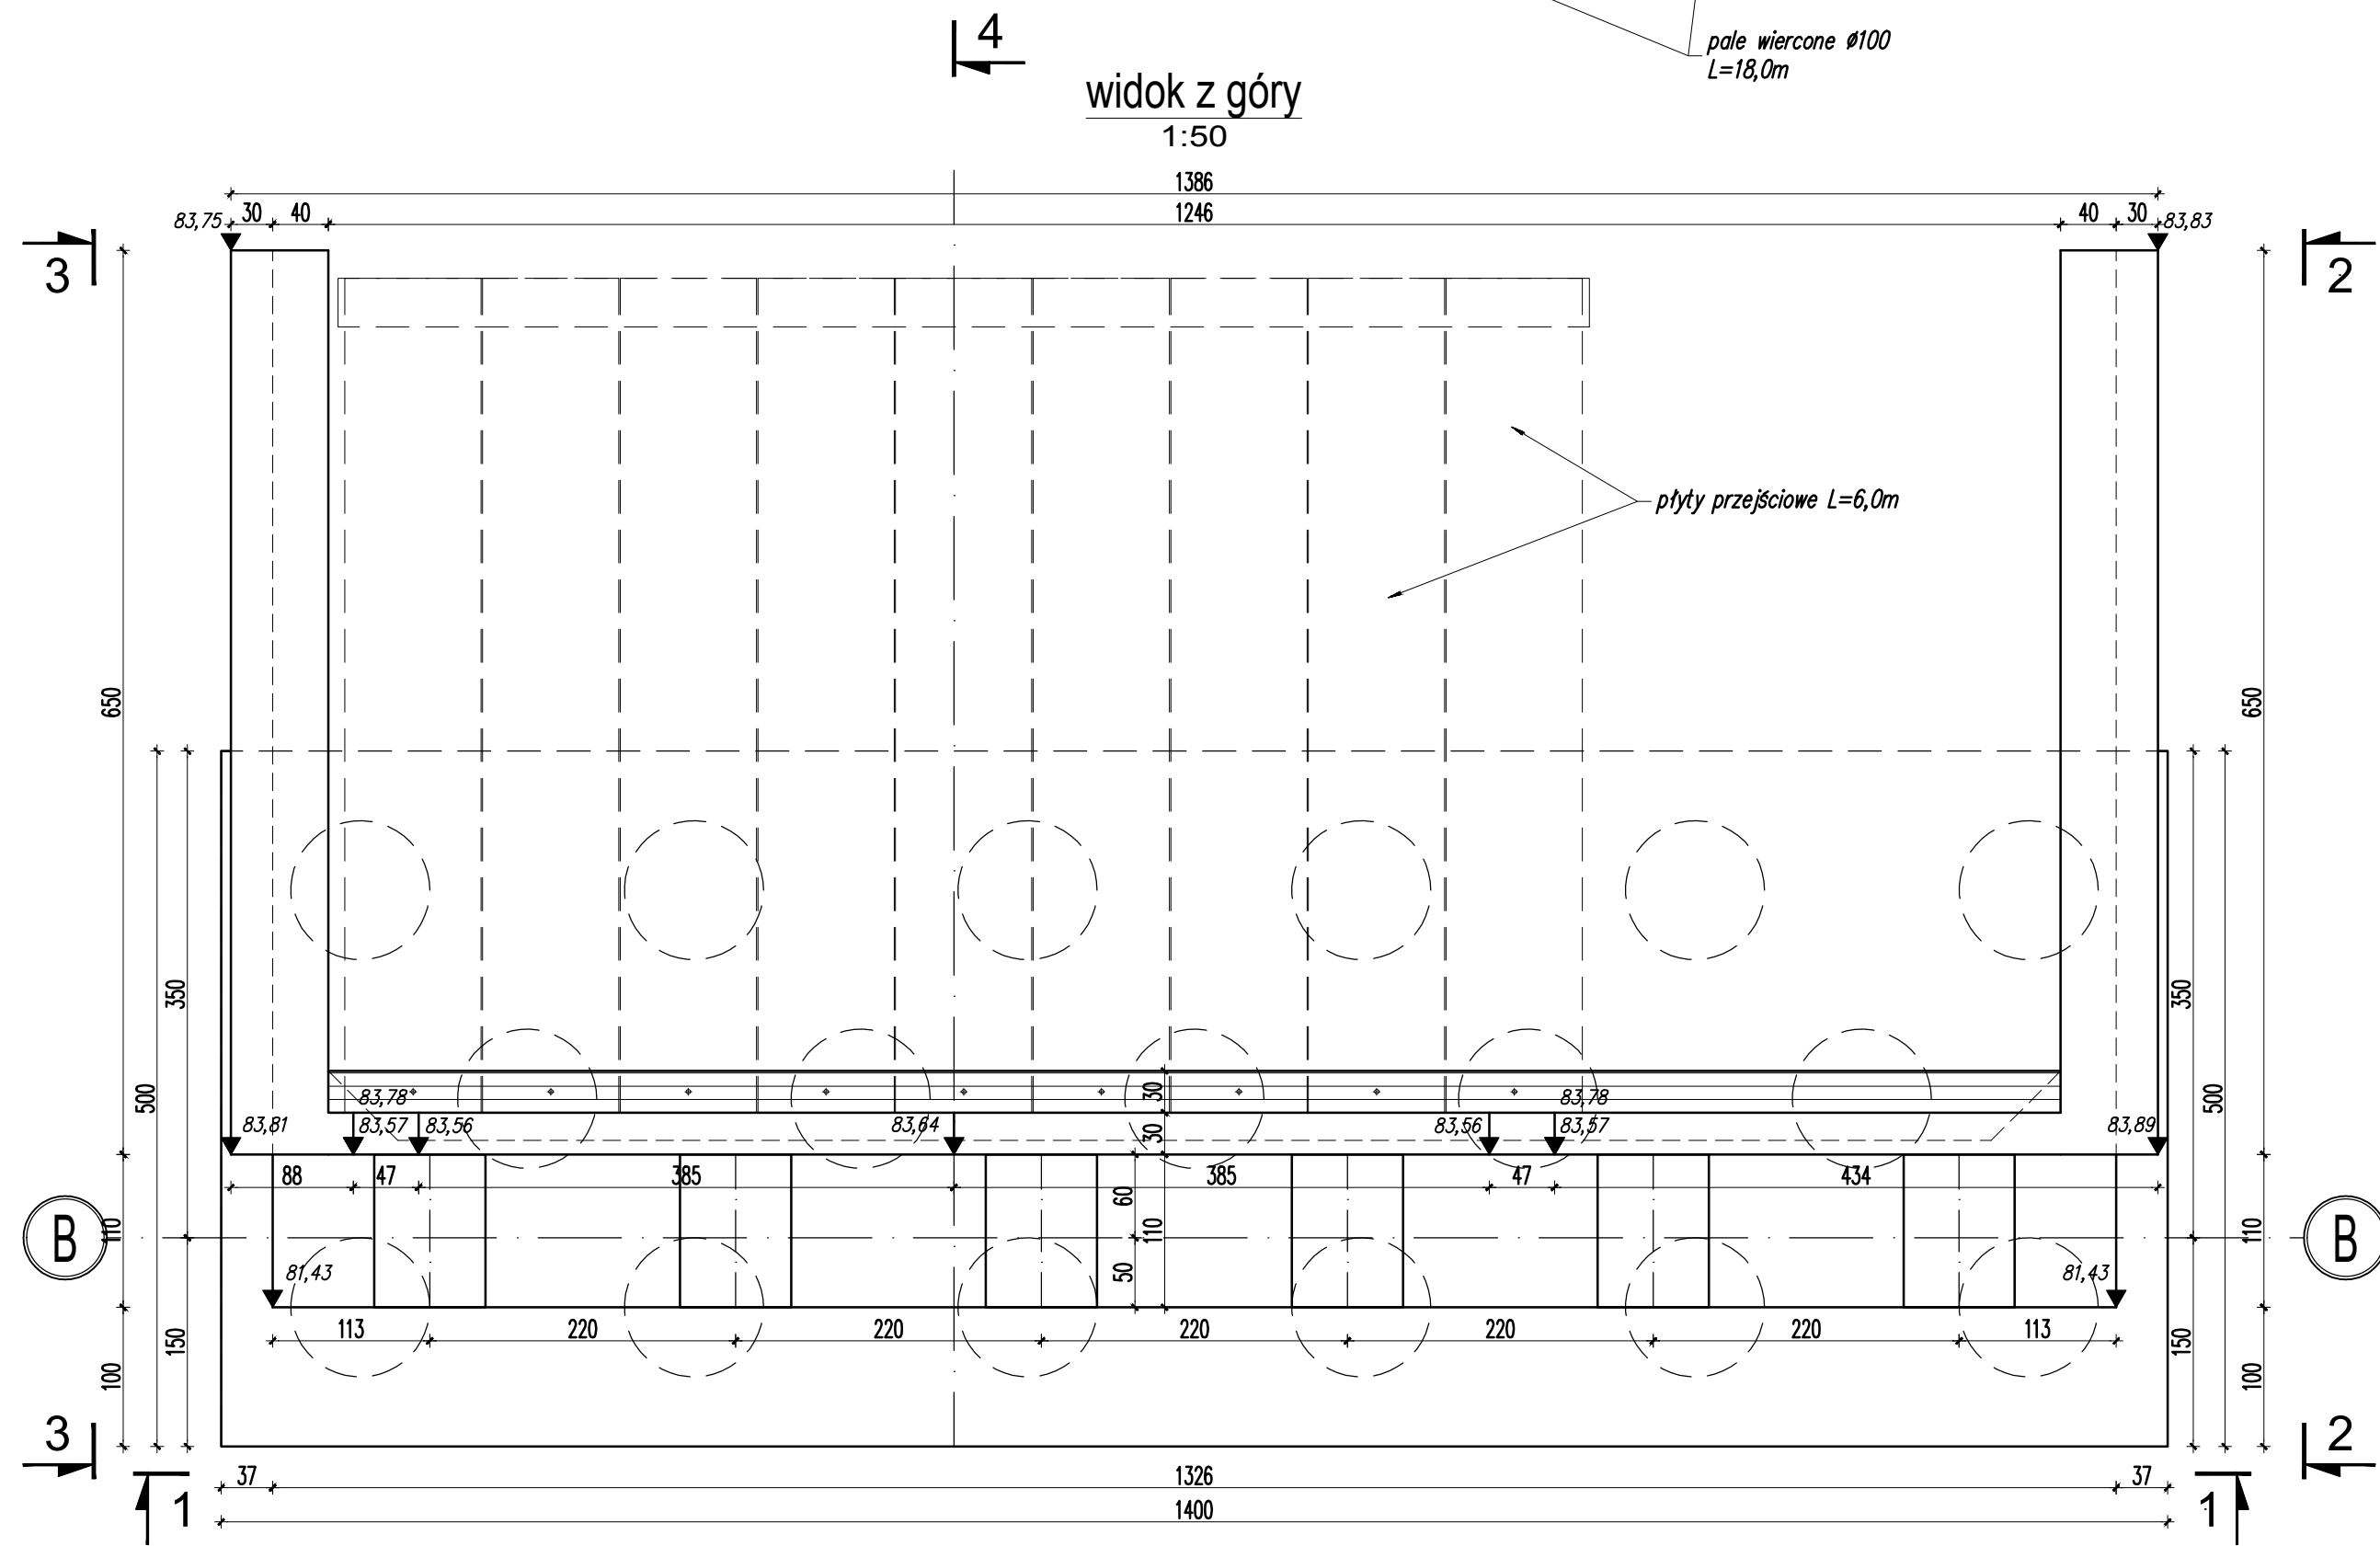 4
pale wiercone ø100
L=18,0m
widok z góry
1:50
1386
83,75 30 40 1246 40 30 83,83
3 2
płyty przejściowe L=6,0m
650 650
350 350
500 500
30
83,78 83,78
83,81 83,57 83,56 83,64 30 83,56 83,57 83,89
88 47 385 385 47 434
60
B 110 110 110 B
50
81,43 81,43
113 220 220 220 220 220 113
150 150
100 100
3 2
37 1326 37
1 1
1400